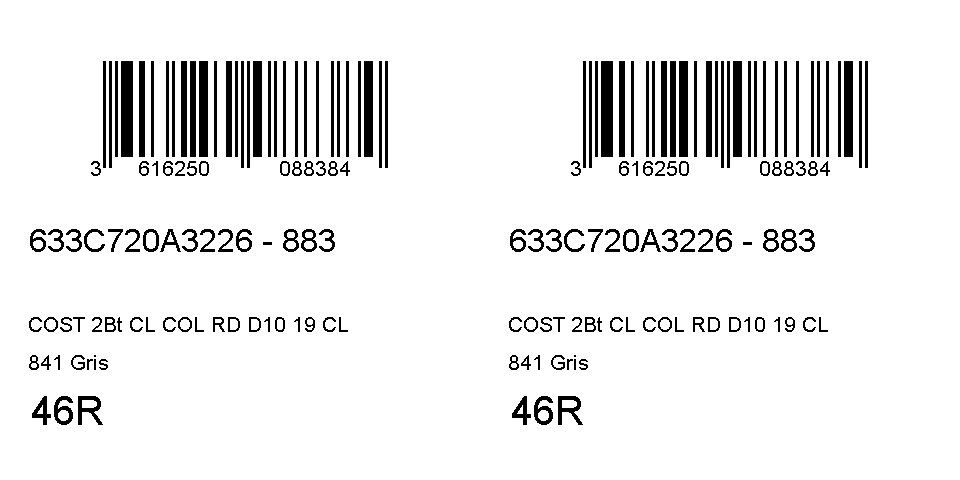 3 616250 088384
633C720A3226 - 883
COST 2Bt CL COL RD D10 19 CL
841 Gris
46R
3 616250 088384
633C720A3226 - 883
COST 2Bt CL COL RD D10 19 CL
841 Gris
46R